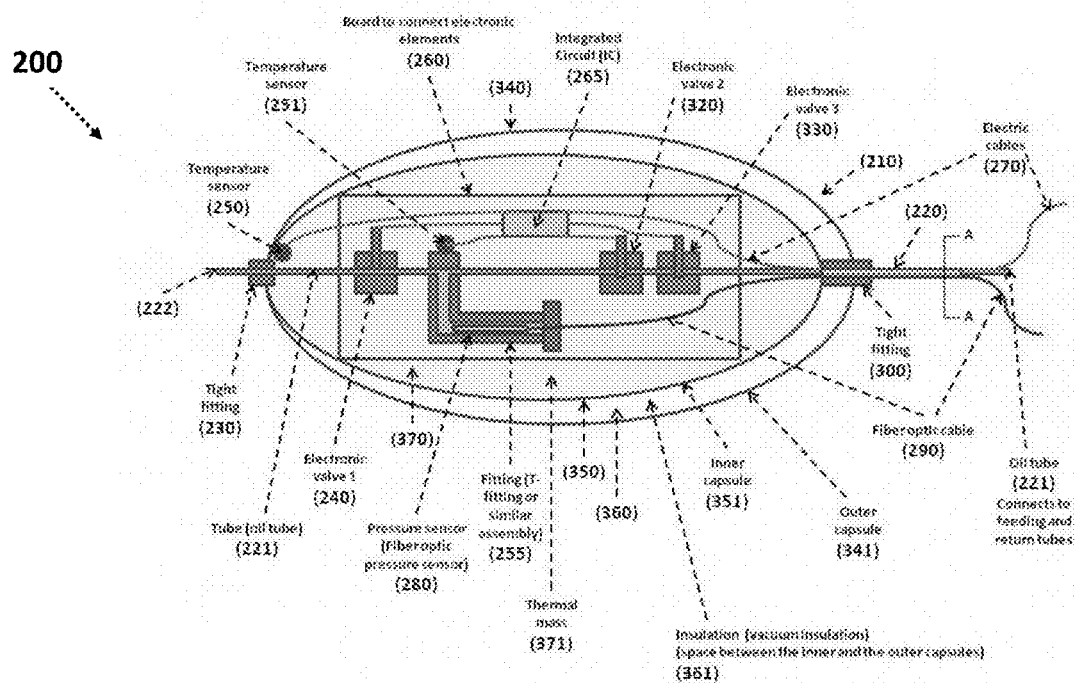 200
Board to connect electronic
elements
(260)
Integrated
Circuit (IC)
(265)
Temperature
sensor
(251)
(340)
Electronic
valve 2
(320)
Electronic
valve 3
(330)
Electric
cables
(270)
Temperature
sensor
(250)
(210)
(220)
A
A
(222)
Tight
fitting
(230)
Tight
fitting
(300)
(370)
(350)
(360)
Inner
capsule
(351)
Fiber optic cable
(290)
Electronic
valve 1
(240)
Oil tube
(221)
Connects to
feeding and
return tubes
Tube (oil tube)
(221)
Pressure sensor
(Fiber optic
pressure sensor)
(280)
Fitting (T-
fitting or
similar
assembly)
(255)
Outer
capsule
(341)
Thermal
mass
(371)
Insulation (vacuum insulation)
(space between the inner and the outer capsules)
(361)